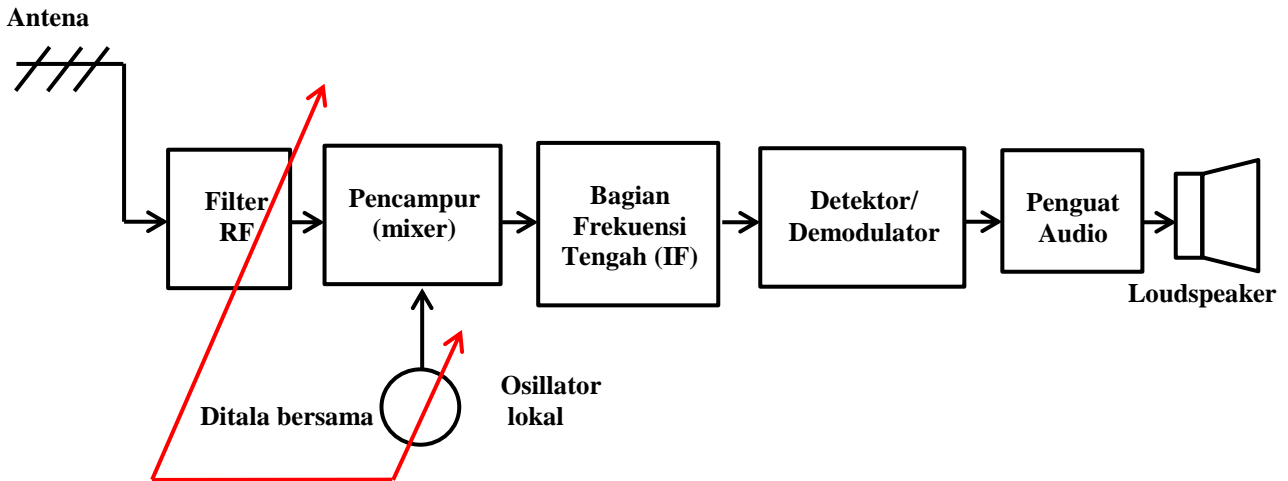 Antena
Filter
RF
Pencampur
(mixer)
Bagian
Frekuensi
Tengah (IF)
Detektor/
Demodulator
Penguat
Audio
Loudspeaker
Osillator
lokal
Ditala bersama